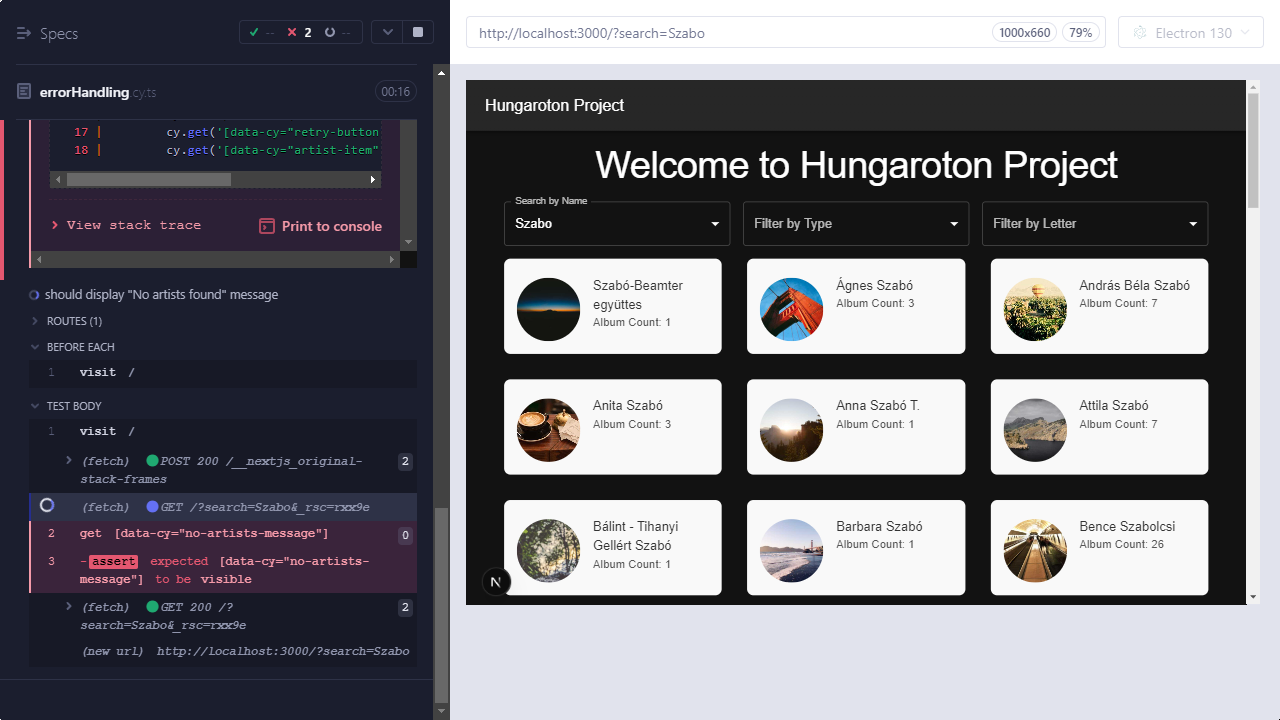 Specs
-- 2 --
errorHandling.cy.ts
00:16
17 | cy.get('[data-cy="retry-button
18 | cy.get('[data-cy="artist-item"
View stack trace
Print to console
should display "No artists found" message
ROUTES (1)
BEFORE EACH
1 visit /
TEST BODY
1 visit /
(fetch) POST 200 /__nextjs_original-
stack-frames
2
(fetch) GET /?search=Szabo&_rsc=rxx9e
2 get [data-cy="no-artists-message"]
0
3 -assert expected [data-cy="no-artists-
message"] to be visible
(fetch) GET 200 /?
search=Szabo&_rsc=rxx9e
2
(new url) http://localhost:3000/?search=Szabo
http://localhost:3000/?search=Szabo
1000x660
79%
Electron 130
Hungaroton Project
Welcome to Hungaroton Project
Search by Name
Szabo
Filter by Type
Filter by Letter
Szabó-Beamter
együttes
Album Count: 1
Ágnes Szabó
Album Count: 3
András Béla Szabó
Album Count: 7
Anita Szabó
Album Count: 3
Anna Szabó T.
Album Count: 1
Attila Szabó
Album Count: 7
Bálint - Tihanyi
Gellért Szabó
Album Count: 1
Barbara Szabó
Album Count: 1
Bence Szabolcsi
Album Count: 26
N